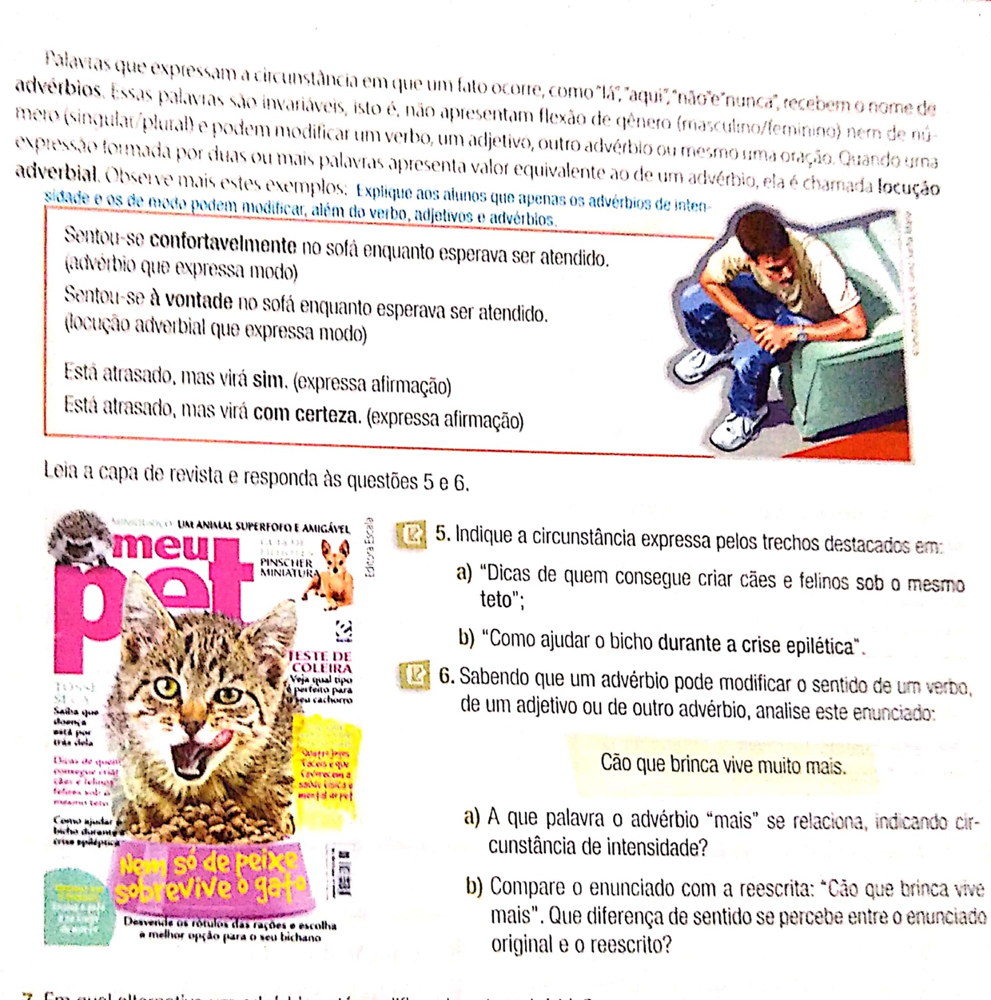 Palavras que expressam a circunstância em que um fato ocorre, como "lá", "aqui", "não" e "nunca", recebem o nome de
advérbios. Essas palavras são invariáveis, isto é, não apresentam flexão de gênero (masculino/feminino) nem de nú-
mero (singular/plural) e podem modificar um verbo, um adjetivo, outro advérbio ou mesmo uma oração. Quando uma
expressão formada por duas ou mais palavras apresenta valor equivalente ao de um advérbio, ela é chamada locução
adverbial. Observe mais estes exemplos: Explique aos alunos que apenas os advérbios de inten-
sidade e os de modo podem modificar, além do verbo, adjetivos e advérbios.
Sentou-se confortavelmente no sofá enquanto esperava ser atendido.
(advérbio que expressa modo)
Sentou-se à vontade no sofá enquanto esperava ser atendido.
(locução adverbial que expressa modo)
Está atrasado, mas virá sim. (expressa afirmação)
Está atrasado, mas virá com certeza. (expressa afirmação)
Leia a capa de revista e responda às questões 5 e 6.
UM ANIMAL SUPERFOFO E AMIGÁVEL
meu
pet
PINSCHER
MINIATURA
Editora Escala
TESTE DE
COLEIRA
Veja qual tipo
é perfeito para
o seu cachorro
TOSSE
SECA
Saiba que
doença
está por
trás dela
Dicas de quem
consegue criar
cães e felinos
felizes sob o
mesmo teto
Como ajudar o
bicho durante a
crise epiléptica
Nem só de peixe
sobrevive o gato
Desvende os rótulos das rações e escolha
a melhor opção para o seu bichano
5. Indique a circunstância expressa pelos trechos destacados em:
a) "Dicas de quem consegue criar cães e felinos sob o mesmo
teto";
b) "Como ajudar o bicho durante a crise epilética".
6. Sabendo que um advérbio pode modificar o sentido de um verbo,
de um adjetivo ou de outro advérbio, analise este enunciado:
Cão que brinca vive muito mais.
a) A que palavra o advérbio "mais" se relaciona, indicando cir-
cunstância de intensidade?
b) Compare o enunciado com a reescrita: "Cão que brinca vive
mais". Que diferença de sentido se percebe entre o enunciado
original e o reescrito?